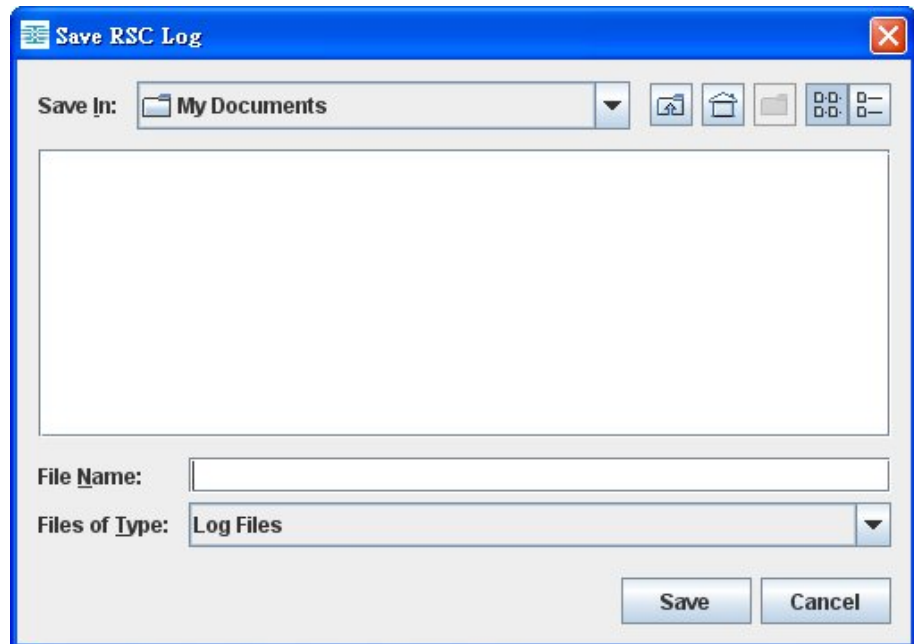 Save RSC Log
Save In: My Documents
File Name:
Files of Type: Log Files
Save Cancel